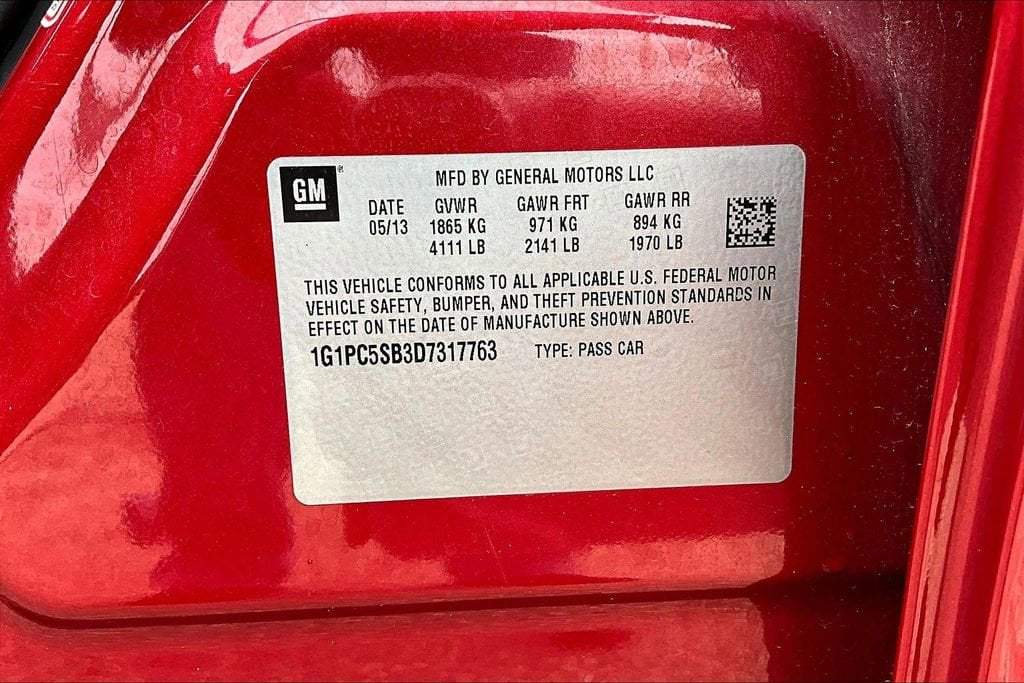 GM ®
MFD BY GENERAL MOTORS LLC
DATE GVWR GAWR FRT GAWR RR
05/13 1865 KG 971 KG 894 KG
4111 LB 2141 LB 1970 LB
THIS VEHICLE CONFORMS TO ALL APPLICABLE U.S. FEDERAL MOTOR
VEHICLE SAFETY, BUMPER, AND THEFT PREVENTION STANDARDS IN
EFFECT ON THE DATE OF MANUFACTURE SHOWN ABOVE.
1G1PC5SB3D7317763 TYPE: PASS CAR